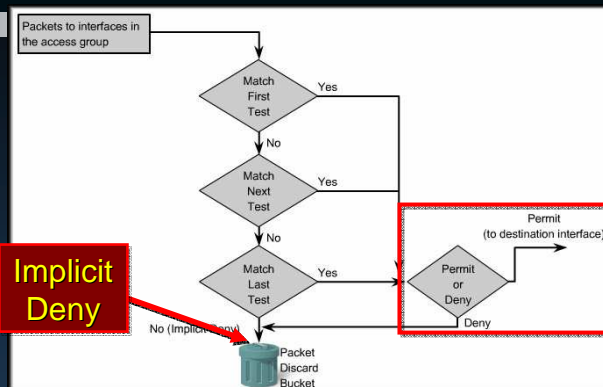 Packets to interfaces in
the access group
Match
First
Test
Yes
No
Match
Next
Test
Yes
No
Permit
(to destination interface)
Match
Last
Test
Yes
Permit
or
Deny
Implicit
Deny
No (Implicit Deny)
Deny
Packet
Discard
Bucket